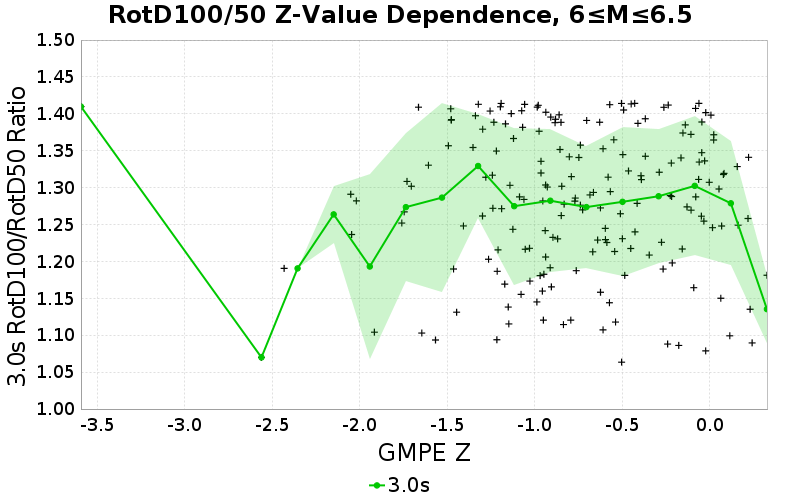 RotD100/50 Z-Value Dependence, 6≤M≤6.5
1.50
1.45
1.40
1.35
1.30
1.25
1.20
1.15
1.10
1.05
1.00
3.0s RotD100/RotD50 Ratio
-3.5 -3.0 -2.5 -2.0 -1.5 -1.0 -0.5 0.0
GMPE Z
3.0s